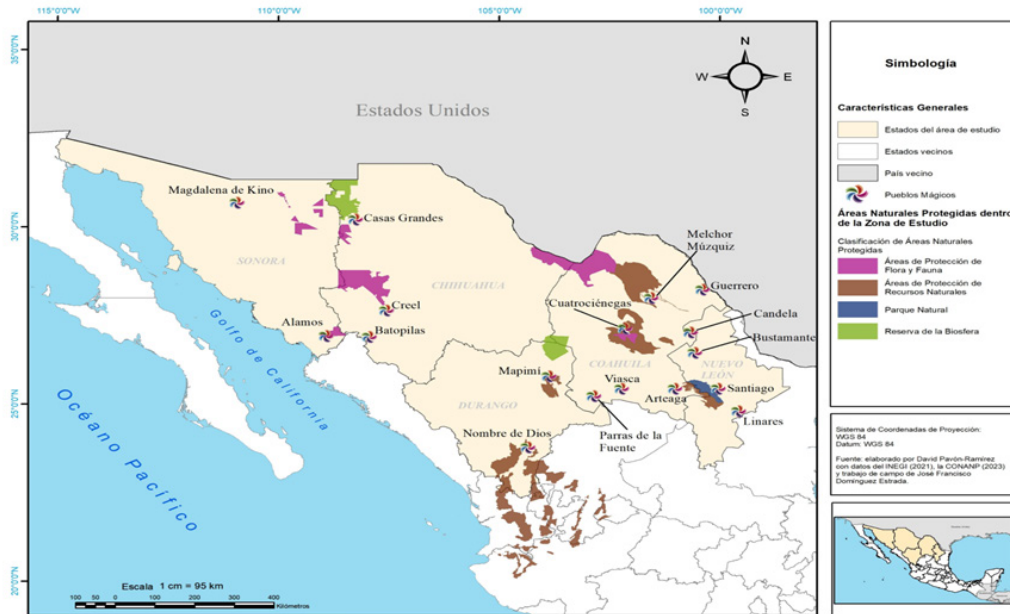 115°0'0"W
110°0'0"W
105°0'0"W
100°0'0"W
35°0'0"N
30°0'0"N
25°0'0"N
20°0'0"N
N
W
E
S
Estados Unidos
Magdalena de Kino
Casas Grandes
SONORA
CHIHUAHUA
Creel
Alamos
Batopilas
Melchor
Múzquiz
Guerrero
Cuatrociénegas
Candela
Bustamante
COAHUILA
NUEVO
LEÓN
Mapimí
Viasca
Arteaga
Santiago
Linares
DURANGO
Parras de la
Fuente
Nombre de Dios
Golfo de California
Océano Pacífico
Escala 1 cm = 95 km
100 50 0 100 200 300 400
Kilómetros
Simbología
Características Generales
Estados del área de estudio
Estados vecinos
País vecino
Pueblos Mágicos
Áreas Naturales Protegidas dentro
de la Zona de Estudio
Clasificación de Áreas Naturales
Protegidas
Áreas de Protección de
Flora y Fauna
Áreas de Protección de
Recursos Naturales
Parque Natural
Reserva de la Biosfera
Sistema de Coordenadas de Proyección:
WGS 84
Datum: WGS 84
Fuente: elaborado por David Pavón-Ramírez
con datos del INEGI (2021), la CONANP (2023)
y trabajo de campo de José Francisco
Domínguez Estrada.